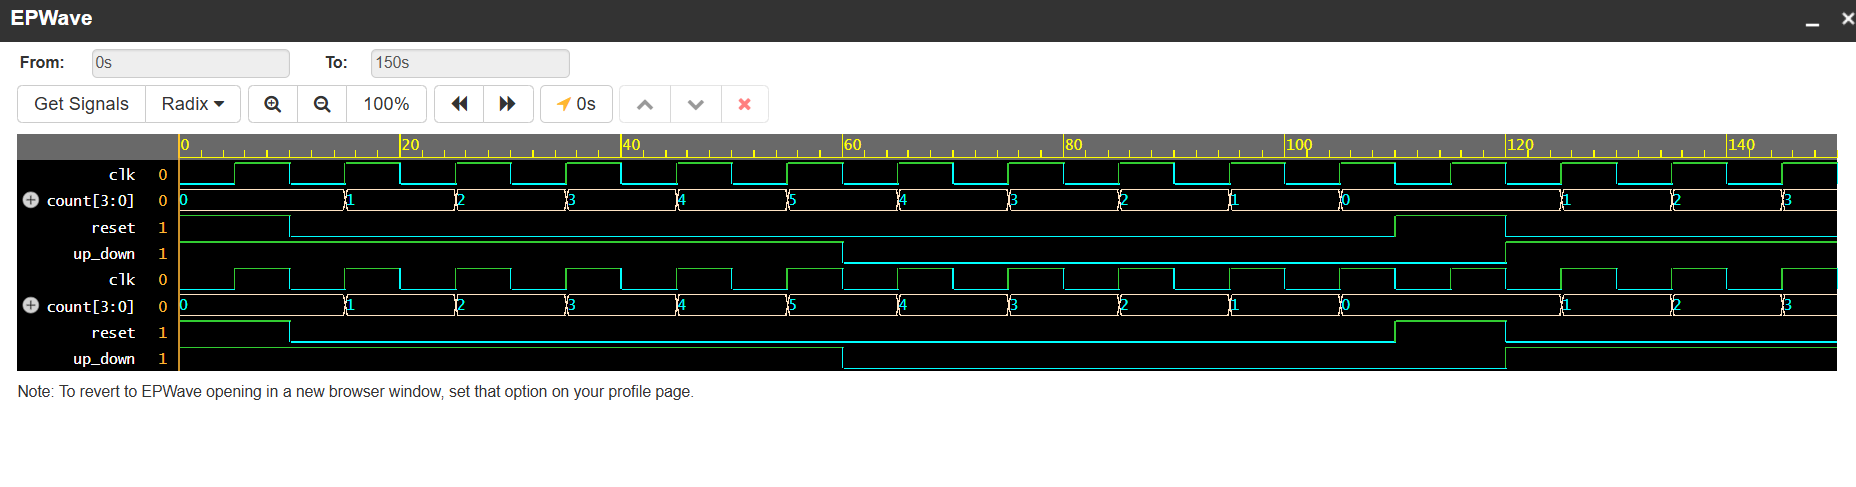 EPWave
From: 0s To: 150s
Get Signals Radix 100% 0s
0 20 40 60 80 100 120 140
clk 0
count[3:0] 0 0 1 2 3 4 5 4 3 2 1 0 1 2 3
reset 1
up_down 1
clk 0
count[3:0] 0 0 1 2 3 4 5 4 3 2 1 0 1 2 3
reset 1
up_down 1
Note: To revert to EPWave opening in a new browser window, set that option on your profile page.